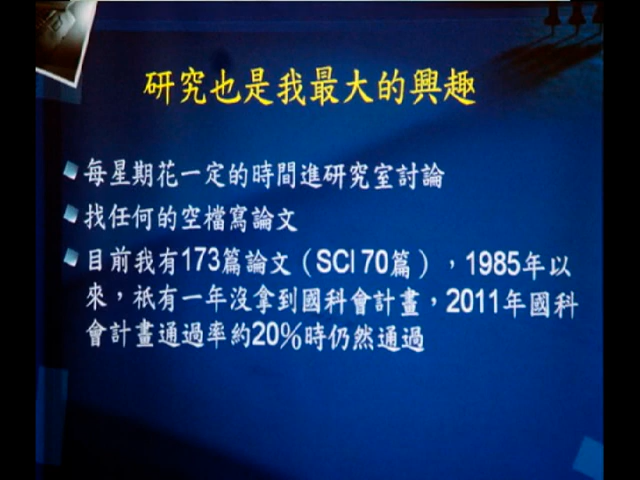 研究也是我最大的興趣
每星期花一定的時間進研究室討論
找任何的空檔寫論文
目前我有173篇論文（SCI 70篇），1985年以
來，祇有一年沒拿到國科會計畫，2011年國科
會計畫通過率約20%時仍然通過